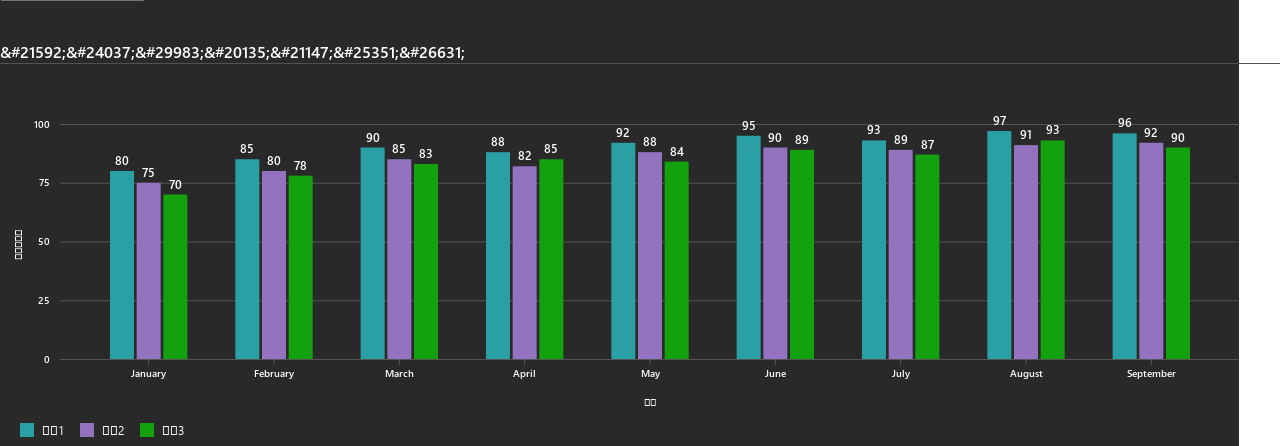 &#21592;&#24037;&#29983;&#20135;&#21147;&#25351;&#26631;
100
75
50
25
0
80 75 70
85 80 78
90 85 83
88 82 85
92 88 84
95 90 89
93 89 87
97 91 93
96 92 90
January February March April May June July August September
1 2 3